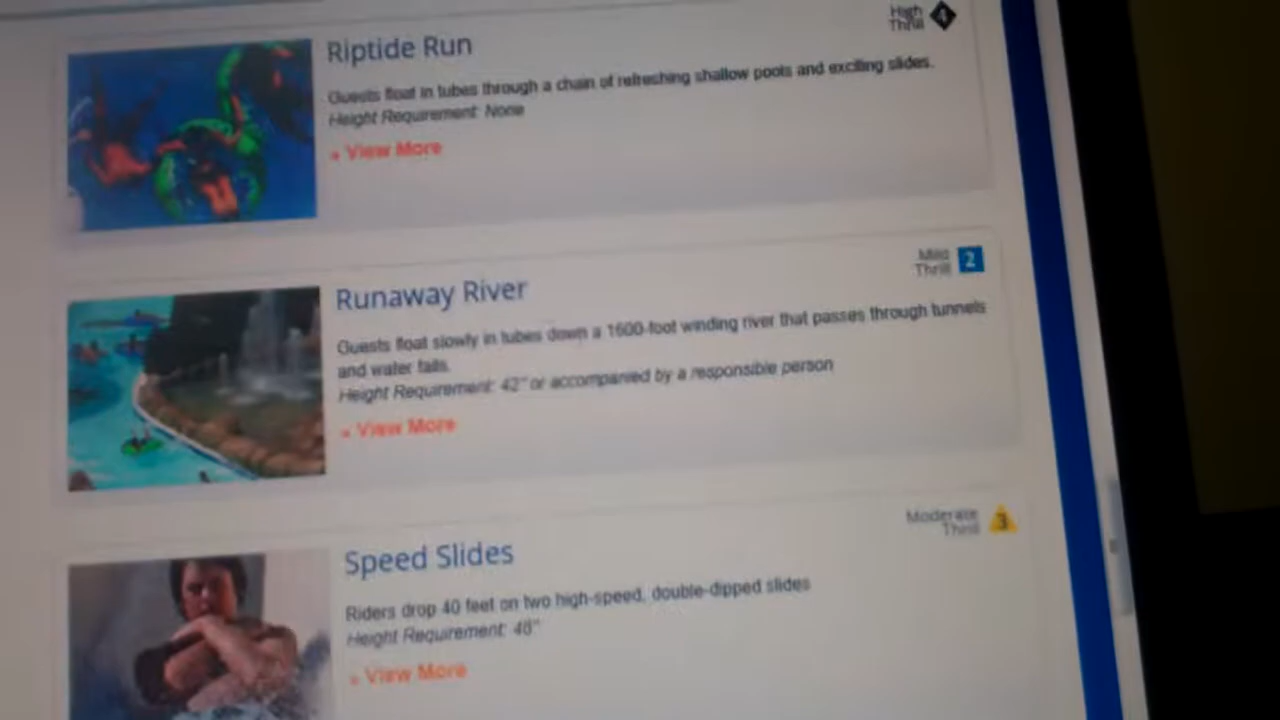 High
Thrill 4
Riptide Run
Guests float in tubes through a chain of refreshing shallow pools and exciting slides.
Height Requirement: None
» View More
Mild
Thrill 2
Runaway River
Guests float slowly in tubes down a 1600-foot winding river that passes through tunnels
and water falls.
Height Requirement: 42" or accompanied by a responsible person
» View More
Moderate
Thrill 3
Speed Slides
Riders drop 40 feet on two high-speed, double-dipped slides
Height Requirement: 48"
» View More